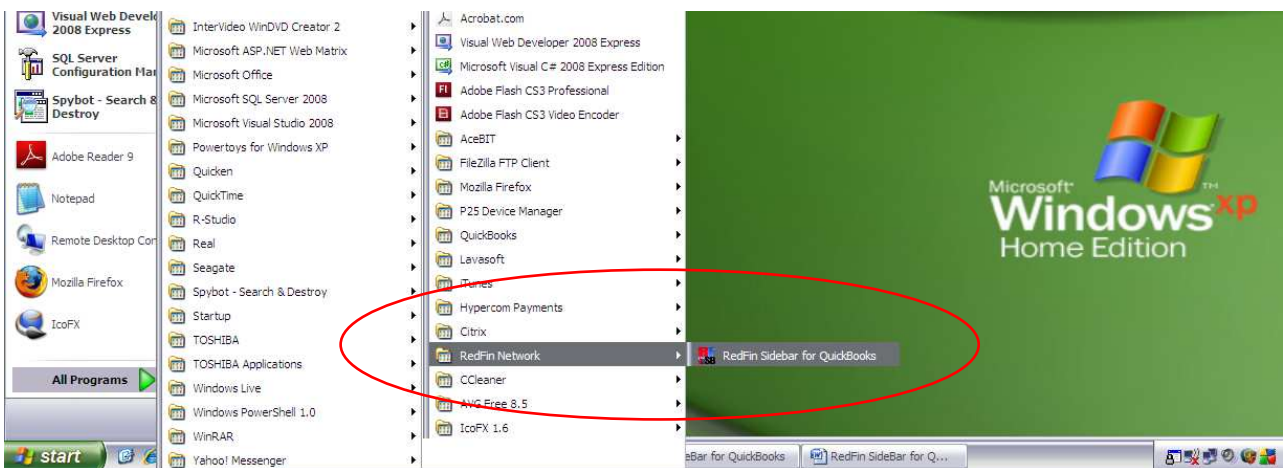 Visual Web Develo
2008 Express
SQL Server
Configuration Man
Spybot - Search &
Destroy
Adobe Reader 9
Notepad
Remote Desktop Con
Mozilla Firefox
IcoFX
All Programs
start
InterVideo WinDVD Creator 2
Microsoft ASP.NET Web Matrix
Microsoft Office
Microsoft SQL Server 2008
Microsoft Visual Studio 2008
Powertoys for Windows XP
Quicken
QuickTime
R-Studio
Real
Seagate
Spybot - Search & Destroy
Startup
TOSHIBA
TOSHIBA Applications
Windows Live
Windows PowerShell 1.0
WinRAR
Yahoo! Messenger
Acrobat.com
Visual Web Developer 2008 Express
Microsoft Visual C# 2008 Express Edition
Adobe Flash CS3 Professional
Adobe Flash CS3 Video Encoder
AceBIT
FileZilla FTP Client
Mozilla Firefox
P25 Device Manager
QuickBooks
Lavasoft
iTunes
Hypercom Payments
Citrix
RedFin Network
CCleaner
AVG Free 8.5
IcoFX 1.6
RedFin Sidebar for QuickBooks
Microsoft
Windows xp
Home Edition
eBar for QuickBooks
RedFin SideBar for Q...